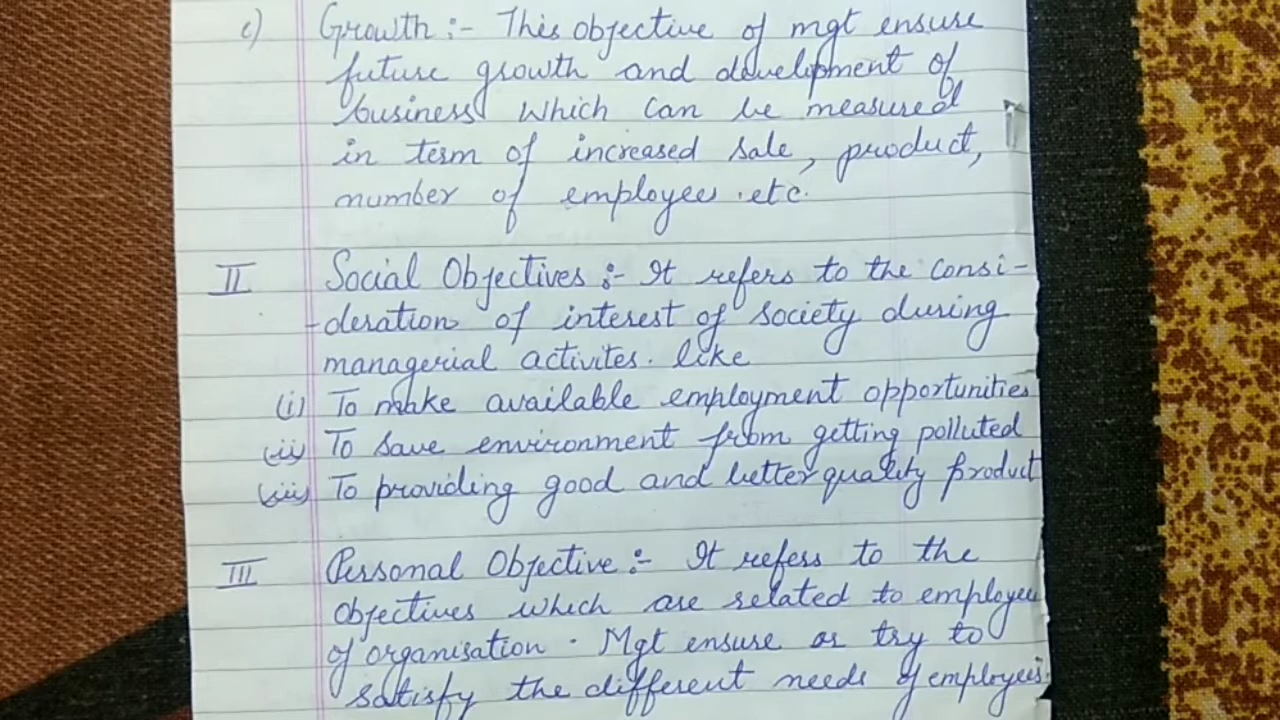 c) Growth :- This objective of mgt ensure
future growth and development of
business which can be measured
in term of increased sale, product,
number of employees etc.
II Social Objectives :- It refers to the consi-
-deration of interest of society during
managerial activites. like
(i) To make available employment opportunities
(ii) To save environment from getting polluted
(iii) To providing good and better quality product
III Personal Objective :- It refers to the
objectives which are related to employee
of organisation. Mgt ensure or try to
satisfy the different needs of employees.